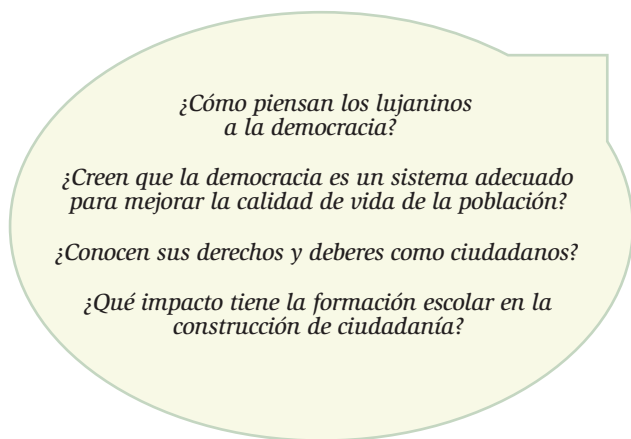 ¿Cómo piensan los lujaninos
a la democracia?
¿Creen que la democracia es un sistema adecuado
para mejorar la calidad de vida de la población?
¿Conocen sus derechos y deberes como ciudadanos?
¿Qué impacto tiene la formación escolar en la
construcción de ciudadanía?